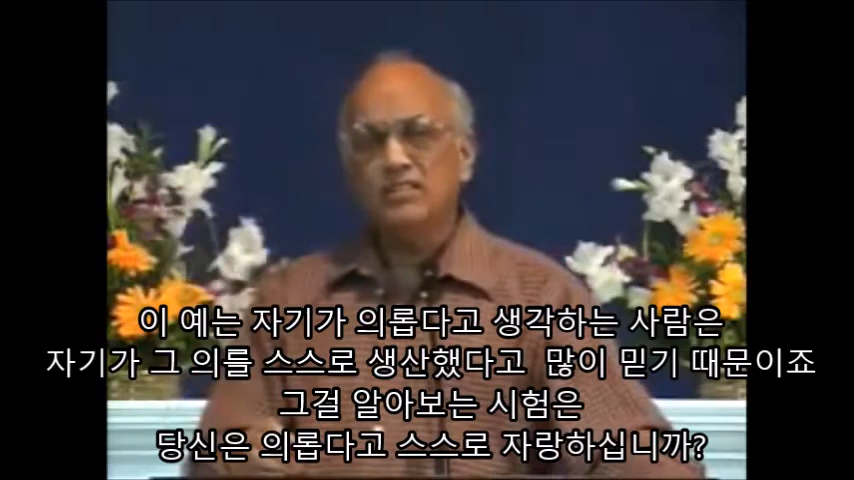 이 예는 자기가 의롭다고 생각하는 사람은
자기가 그 의를 스스로 생산했다고 많이 믿기 때문이죠
그걸 알아보는 시험은
당신은 의롭다고 스스로 자랑하십니까?